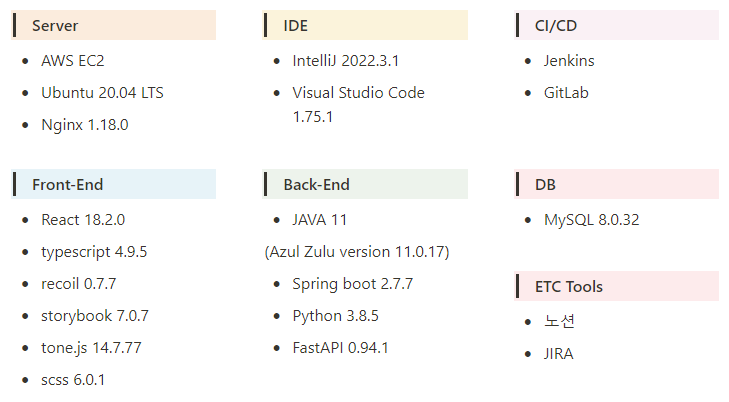 Server
• AWS EC2
• Ubuntu 20.04 LTS
• Nginx 1.18.0
IDE
• IntelliJ 2022.3.1
• Visual Studio Code
1.75.1
CI/CD
• Jenkins
• GitLab
Front-End
• React 18.2.0
• typescript 4.9.5
• recoil 0.7.7
• storybook 7.0.7
• tone.js 14.7.77
• scss 6.0.1
Back-End
• JAVA 11
(Azul Zulu version 11.0.17)
• Spring boot 2.7.7
• Python 3.8.5
• FastAPI 0.94.1
DB
• MySQL 8.0.32
ETC Tools
• 노션
• JIRA